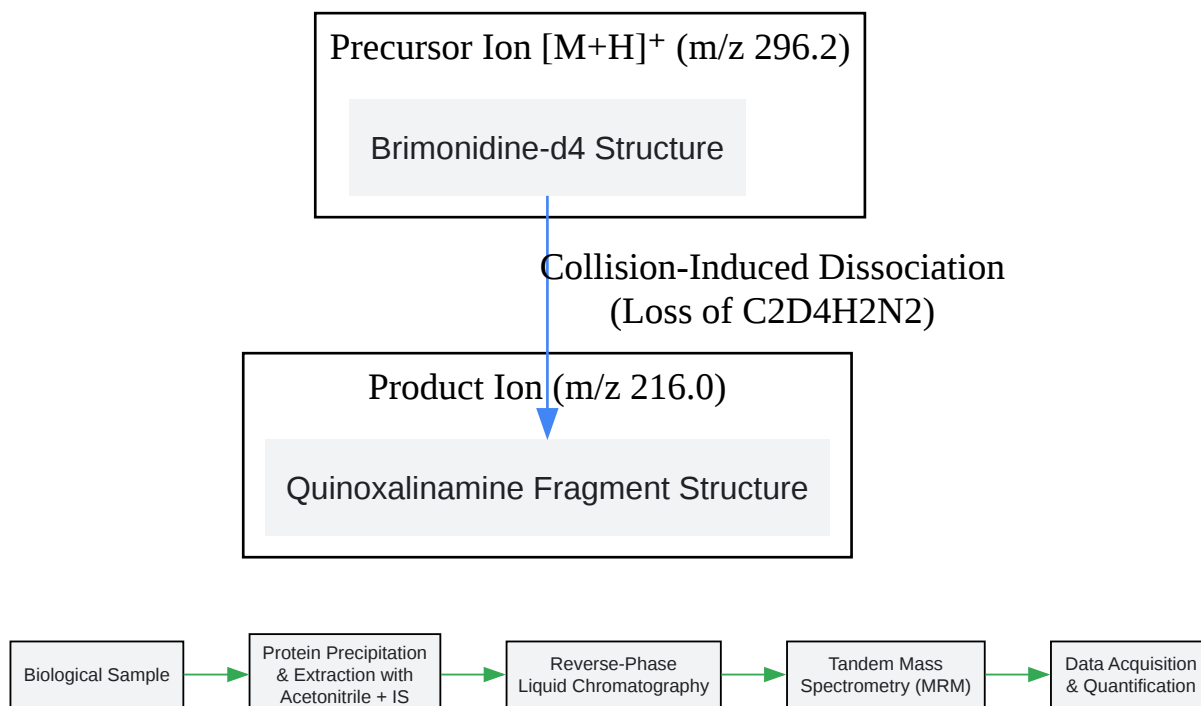 Precursor Ion [M+H]⁺ (m/z 296.2)
Brimonidine-d4 Structure
Collision-Induced Dissociation
(Loss of C2D4H2N2)
Product Ion (m/z 216.0)
Quinoxalinamine Fragment Structure
Biological Sample
Protein Precipitation
& Extraction with
Acetonitrile + IS
Reverse-Phase
Liquid Chromatography
Tandem Mass
Spectrometry (MRM)
Data Acquisition
& Quantification